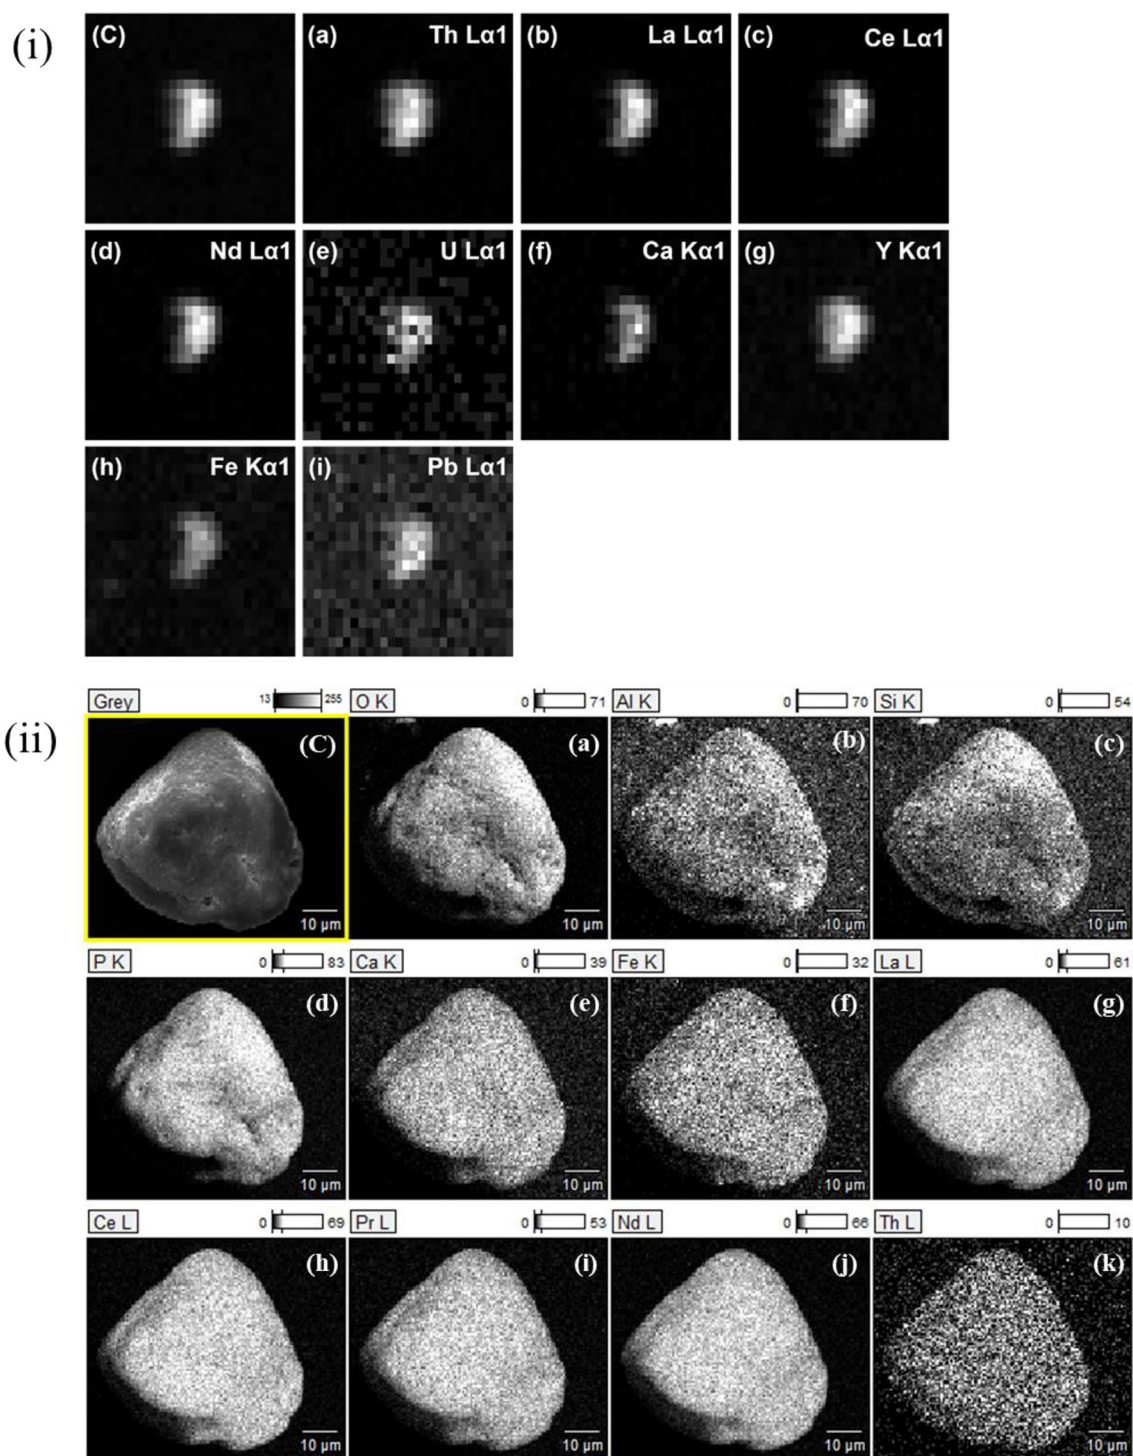 (i)
(C)
(a) Th Lα1
(b) La Lα1
(c) Ce Lα1
(d) Nd Lα1
(e) U Lα1
(f) Ca Kα1
(g) Y Kα1
(h) Fe Kα1
(i) Pb Lα1
(ii)
Grey 13 255
(C)
10 µm
O K 0 71
(a)
10 µm
Al K 0 70
(b)
10 µm
Si K 0 54
(c)
10 µm
P K 0 83
(d)
10 µm
Ca K 0 39
(e)
10 µm
Fe K 0 32
(f)
10 µm
La L 0 61
(g)
10 µm
Ce L 0 69
(h)
10 µm
Pr L 0 53
(i)
10 µm
Nd L 0 66
(j)
10 µm
Th L 0 10
(k)
10 µm